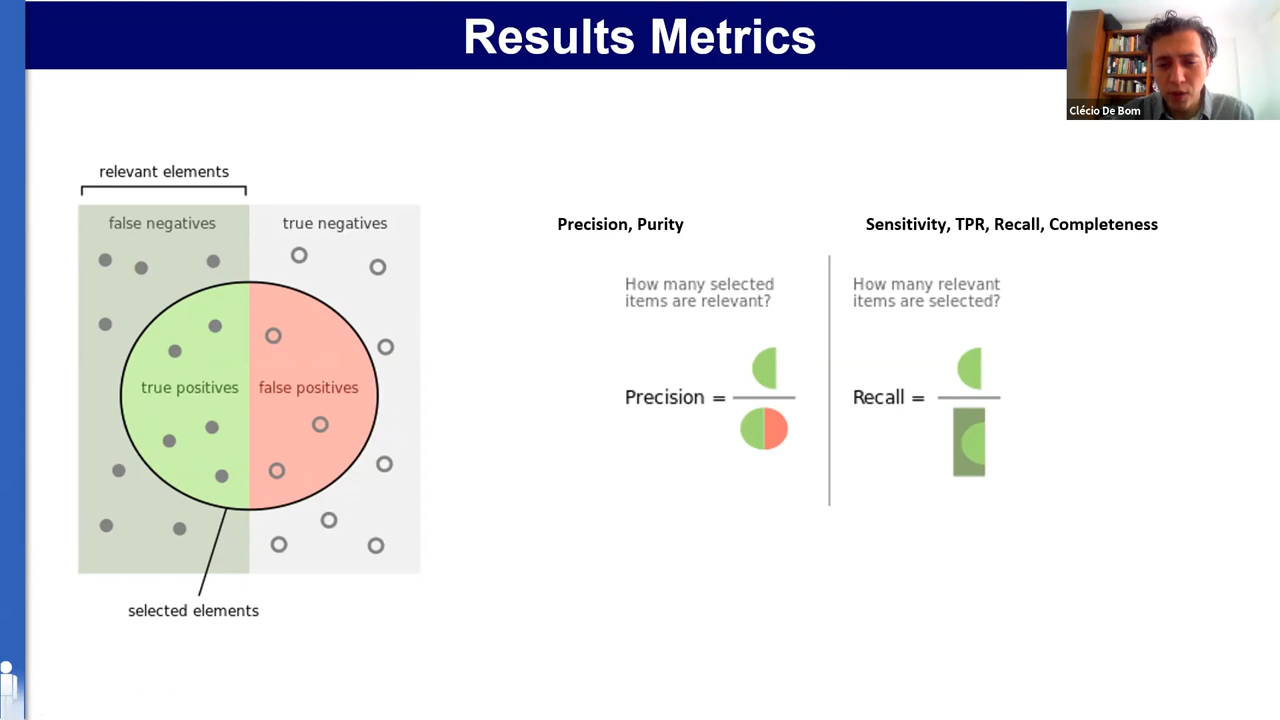 Results Metrics
Clécio De Bom
relevant elements
false negatives
true negatives
true positives
false positives
selected elements
Precision, Purity
Sensitivity, TPR, Recall, Completeness
How many selected
items are relevant?
How many relevant
items are selected?
Precision =
Recall =